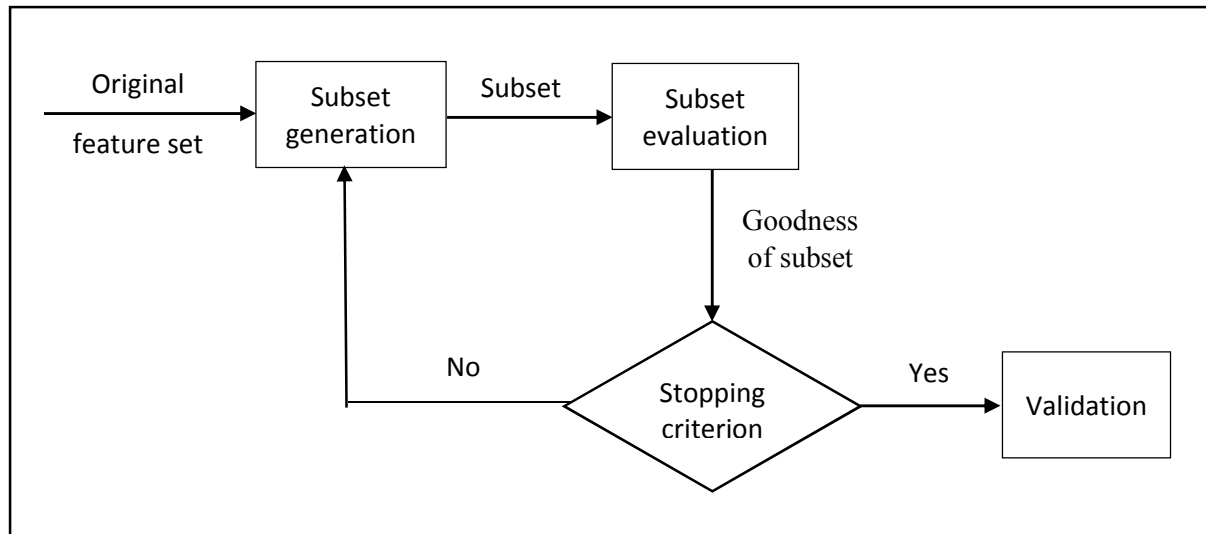 Original
feature set
Subset
generation
Subset
Subset
evaluation
Goodness
of subset
Stopping
criterion
No
Yes
Validation